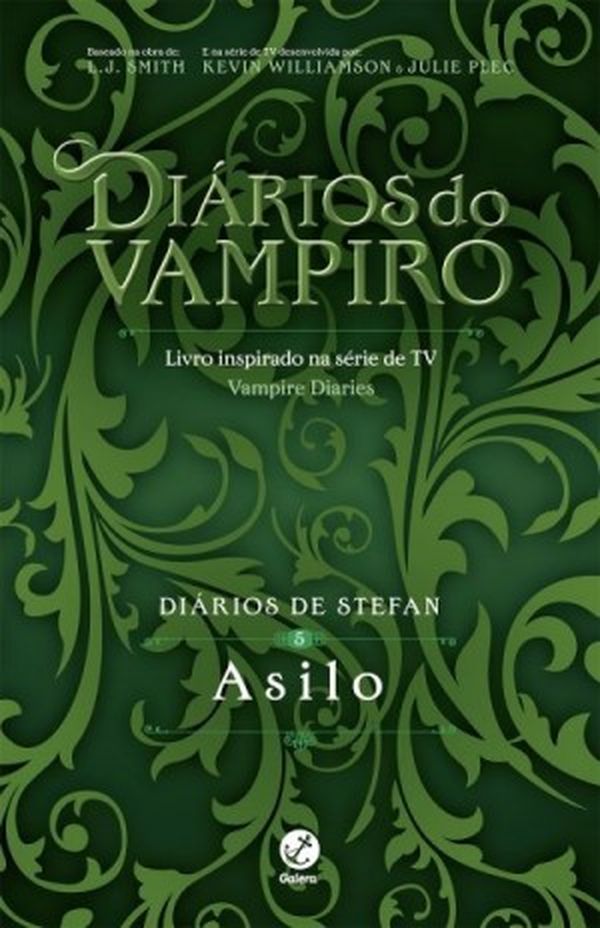 Baseado na obra de: E na série de TV desenvolvida por:
L.J. SMITH KEVIN WILLIAMSON & JULIE PLEC
DIÁRIOS do
VAMPIRO
Livro inspirado na série de TV
Vampire Diaries
DIÁRIOS DE STEFAN
5
Asilo
Galera